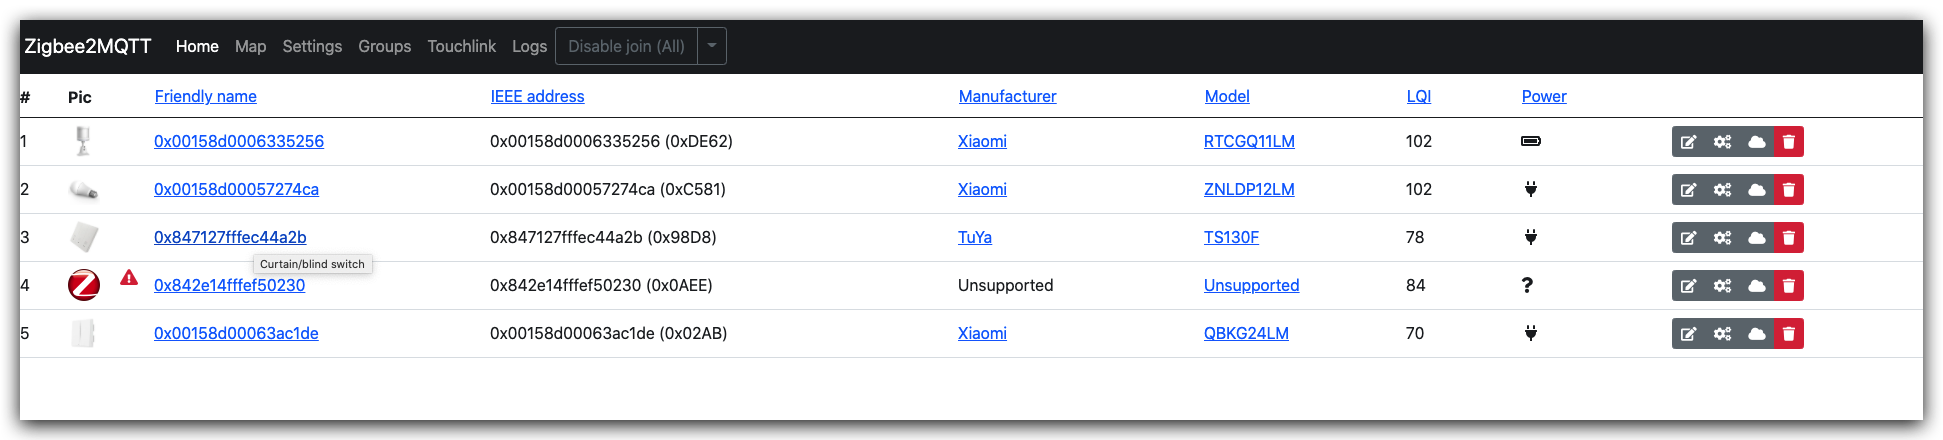 Zigbee2MQTT Home Map Settings Groups Touchlink Logs Disable join (All)
# Pic Friendly name IEEE address Manufacturer Model LQI Power
1 0x00158d0006335256 0x00158d0006335256 (0xDE62) Xiaomi RTCGQ11LM 102
2 0x00158d00057274ca 0x00158d00057274ca (0xC581) Xiaomi ZNLDP12LM 102
3 0x847127fffec44a2b 0x847127fffec44a2b (0x98D8) TuYa TS130F 78
Curtain/blind switch
4 0x842e14fffef50230 0x842e14fffef50230 (0x0AEE) Unsupported Unsupported 84
5 0x00158d00063ac1de 0x00158d00063ac1de (0x02AB) Xiaomi QBKG24LM 70